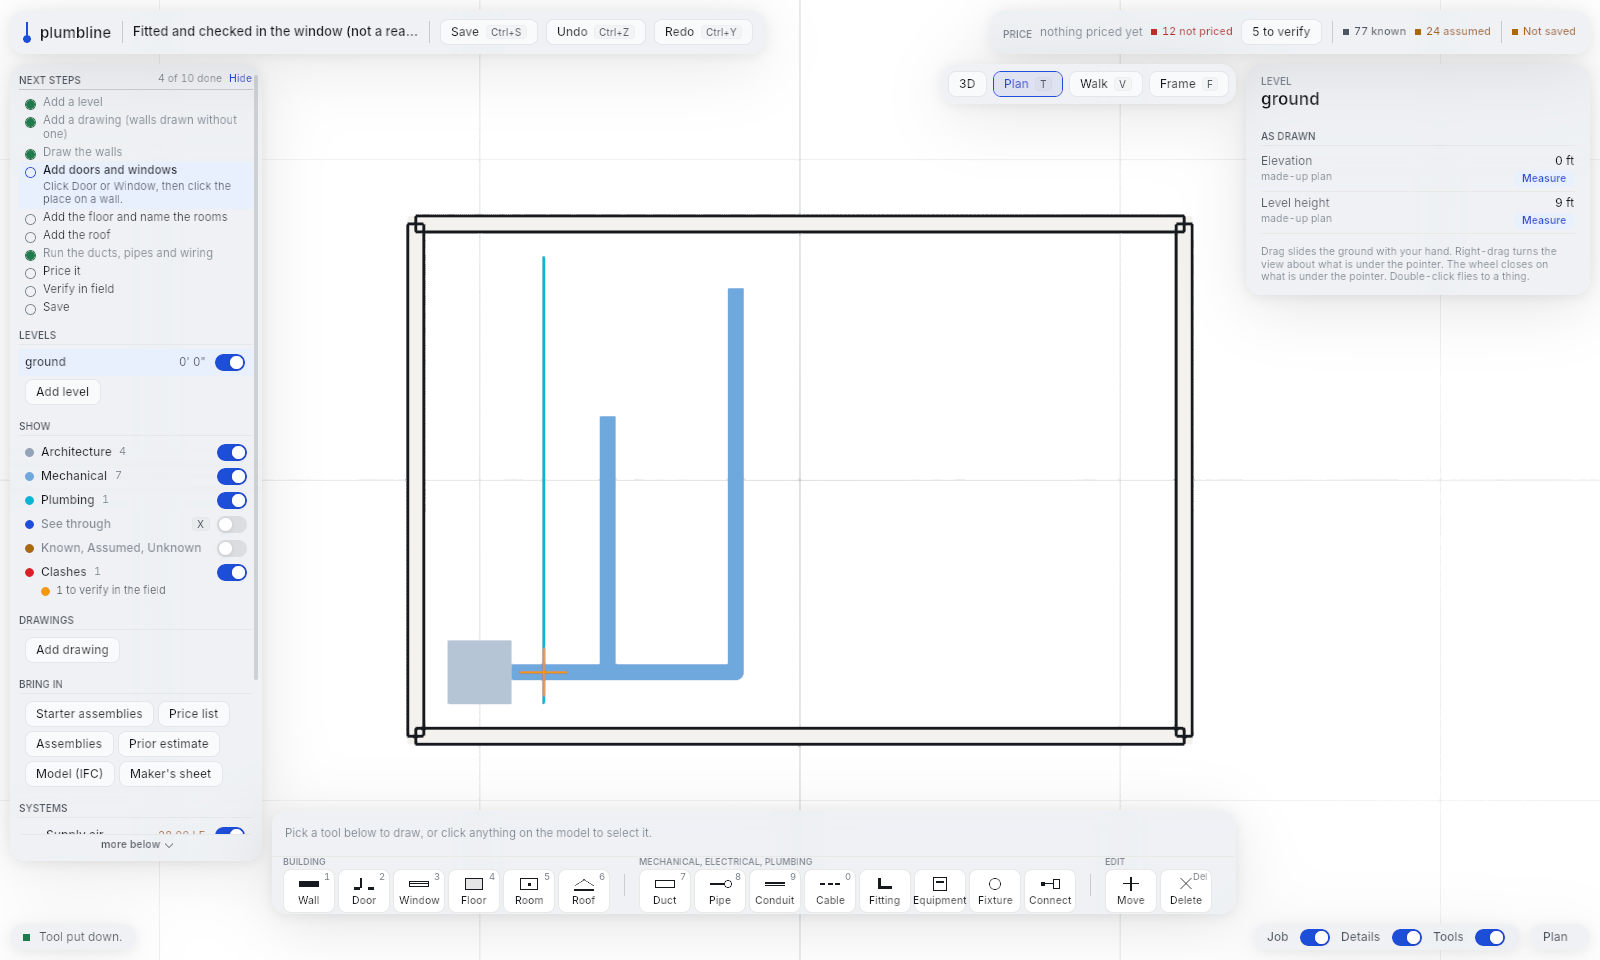 plumbline
Fitted and checked in the window (not a rea...
Save Ctrl+S
Undo Ctrl+Z
Redo Ctrl+Y
PRICE nothing priced yet 12 not priced 5 to verify 77 known 24 assumed Not saved
3D
Plan T
Walk V
Frame F
NEXT STEPS 4 of 10 done Hide
Add a level
Add a drawing (walls drawn without
one)
Draw the walls
Add doors and windows
Click Door or Window, then click the
place on a wall.
Add the floor and name the rooms
Add the roof
Run the ducts, pipes and wiring
Price it
Verify in field
Save
LEVELS
ground 0' 0"
Add level
SHOW
Architecture 4
Mechanical 7
Plumbing 1
See through X
Known, Assumed, Unknown
Clashes 1
1 to verify in the field
DRAWINGS
Add drawing
BRING IN
Starter assemblies Price list
Assemblies Prior estimate
Model (IFC) Maker's sheet
SYSTEMS
more below
LEVEL
ground
AS DRAWN
Elevation 0 ft
made-up plan Measure
Level height 9 ft
made-up plan Measure
Drag slides the ground with your hand. Right-drag turns the
view about what is under the pointer. The wheel closes on
what is under the pointer. Double-click flies to a thing.
Pick a tool below to draw, or click anything on the model to select it.
BUILDING MECHANICAL, ELECTRICAL, PLUMBING EDIT
1 2 3 4 5 6 7 8 9 0 Del
Wall Door Window Floor Room Roof Duct Pipe Conduit Cable Fitting Equipment Fixture Connect Move Delete
Tool put down.
Job Details Tools Plan